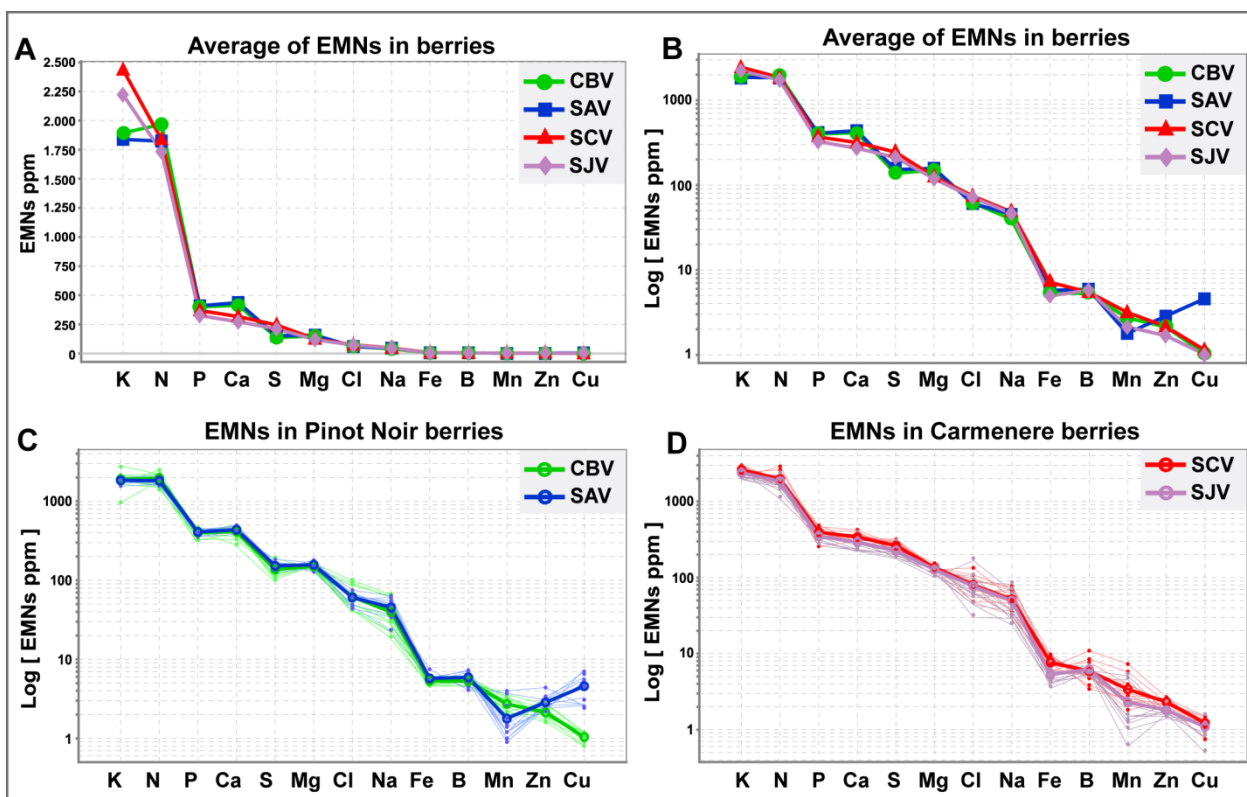 A
Average of EMNs in berries
EMNs ppm
2.500
2.250
2.000
1.750
1.500
1.250
1.000
750
500
250
0
CBV
SAV
SCV
SJV
K N P Ca S Mg Cl Na Fe B Mn Zn Cu
B
Average of EMNs in berries
Log [ EMNs ppm ]
1000
100
10
1
CBV
SAV
SCV
SJV
K N P Ca S Mg Cl Na Fe B Mn Zn Cu
C
EMNs in Pinot Noir berries
Log [ EMNs ppm ]
1000
100
10
1
CBV
SAV
K N P Ca S Mg Cl Na Fe B Mn Zn Cu
D
EMNs in Carmenere berries
Log [ EMNs ppm ]
1000
100
10
1
SCV
SJV
K N P Ca S Mg Cl Na Fe B Mn Zn Cu